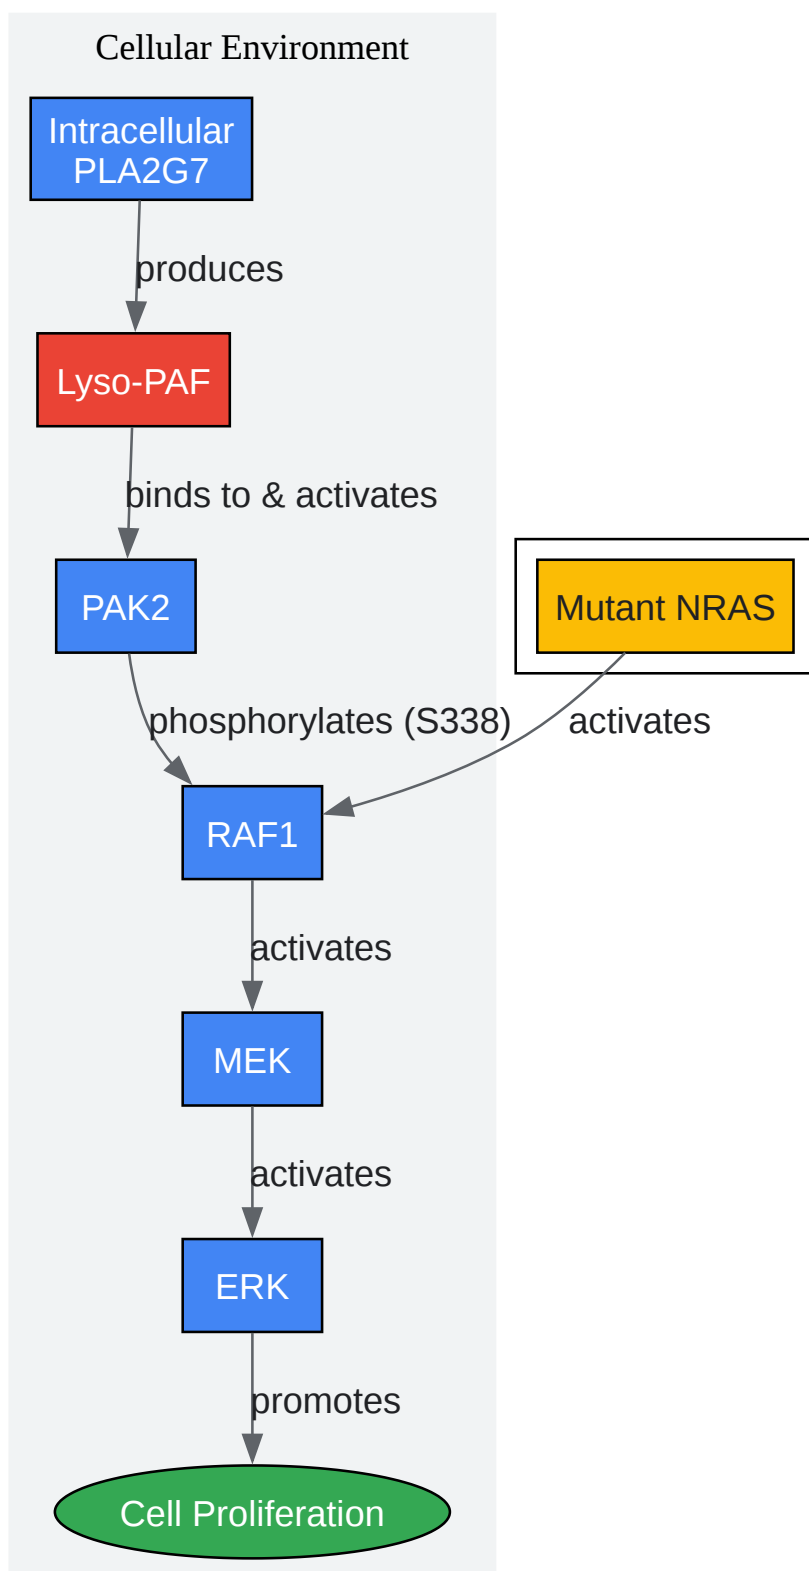 Cellular Environment
Intracellular
PLA2G7
produces
Lyso-PAF
binds to & activates
PAK2
Mutant NRAS
phosphorylates (S338)
activates
RAF1
activates
MEK
activates
ERK
promotes
Cell Proliferation